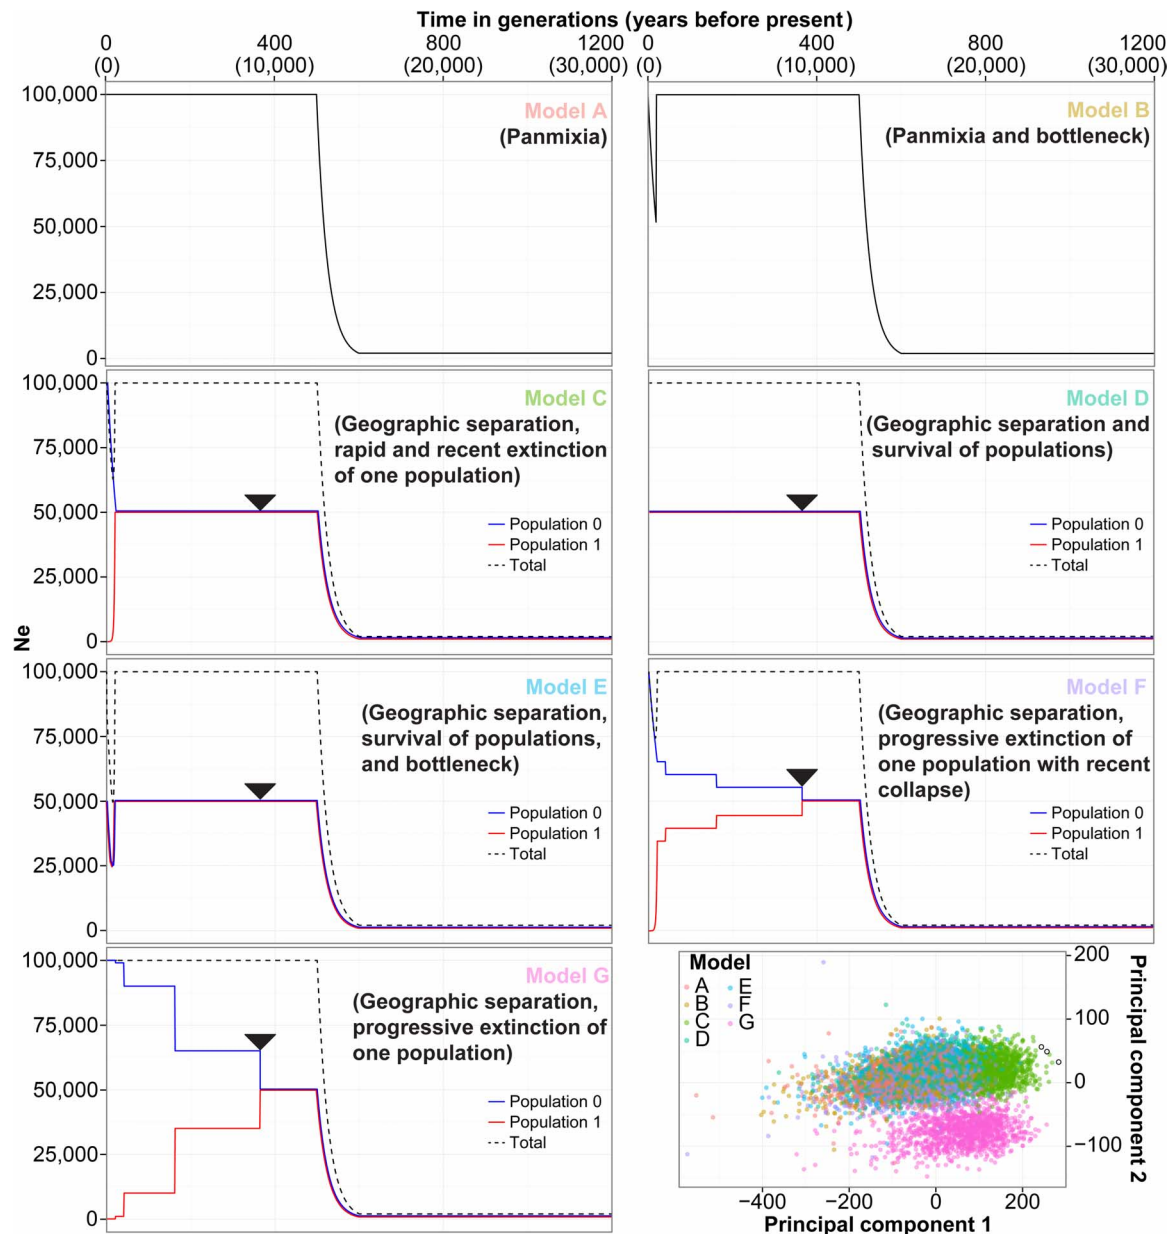 Time in generations (years before present)
0 400 800 1200 0 400 800 1200
(0) (10,000) (20,000) (30,000) (0) (10,000) (20,000) (30,000)
Ne
100,000
75,000
50,000
25,000
0
Model A
(Panmixia)
Model B
(Panmixia and bottleneck)
100,000
75,000
50,000
25,000
0
Model C
(Geographic separation,
rapid and recent extinction
of one population)
Population 0
Population 1
Total
Model D
(Geographic separation and
survival of populations)
Population 0
Population 1
Total
100,000
75,000
50,000
25,000
0
Model E
(Geographic separation,
survival of populations,
and bottleneck)
Population 0
Population 1
Total
Model F
(Geographic separation,
progressive extinction of
one population with recent
collapse)
Population 0
Population 1
Total
100,000
75,000
50,000
25,000
0
Model G
(Geographic separation,
progressive extinction of
one population)
Population 0
Population 1
Total
Model
A E
B F
C G
D
200
100
0
−100
Principal component 2
−400 −200 0 200
Principal component 1